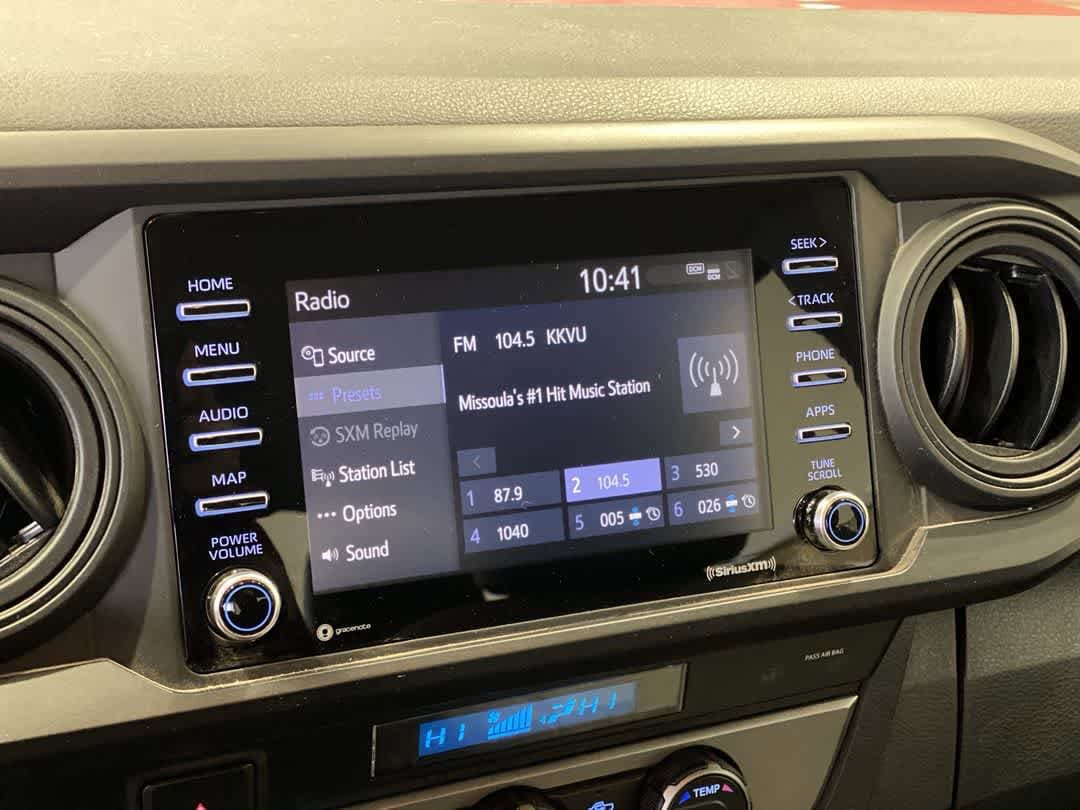 HOME
MENU
AUDIO
MAP
POWER
VOLUME
Radio
10:41
DCM
DCM
Source
Presets
SXM Replay
Station List
Options
Sound
FM 104.5 KKVU
Missoula's #1 Hit Music Station
1 87.9
2 104.5
3 530
4 1040
5 005
6 026
SEEK >
< TRACK
PHONE
APPS
TUNE
SCROLL
SiriusXM
gracenote
PASS AIR BAG
HI HI
TEMP